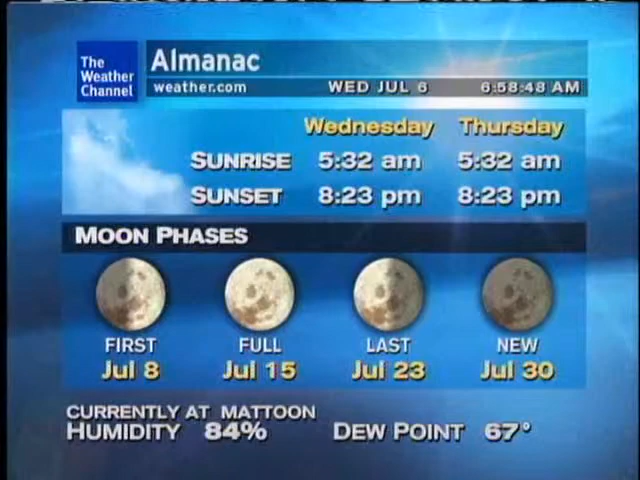 The Weather Channel
Almanac
weather.com WED JUL 6 6:58:48 AM
Wednesday Thursday
SUNRISE 5:32 am 5:32 am
SUNSET 8:23 pm 8:23 pm
MOON PHASES
FIRST FULL LAST NEW
Jul 8 Jul 15 Jul 23 Jul 30
CURRENTLY AT MATTOON
HUMIDITY 84% DEW POINT 67°